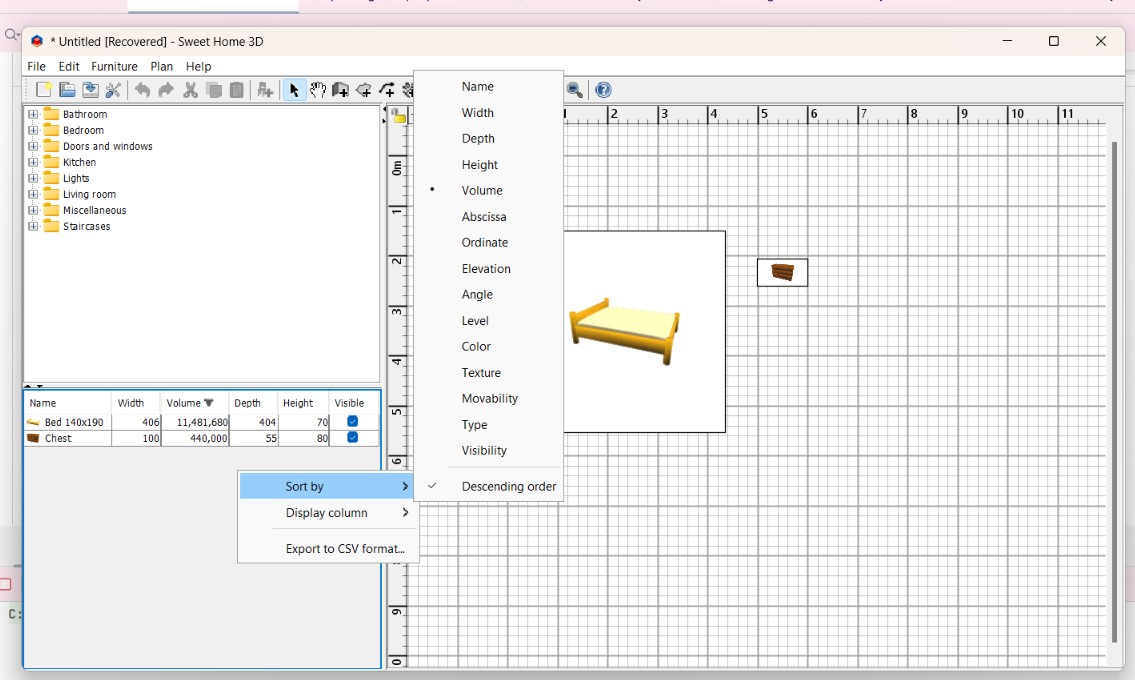 * Untitled [Recovered] - Sweet Home 3D
File Edit Furniture Plan Help
Bathroom
Bedroom
Doors and windows
Kitchen
Lights
Living room
Miscellaneous
Staircases
Name Width Volume Depth Height Visible
Bed 140x190 406 11,481,680 404 70
Chest 100 440,000 55 80
Sort by
Display column
Export to CSV format...
Name
Width
Depth
Height
Volume
Abscissa
Ordinate
Elevation
Angle
Level
Color
Texture
Movability
Type
Visibility
Descending order
1 2 3 4 5 6 7 8 9 10 11
0m
1
2
3
4
5
6
9
0
C: